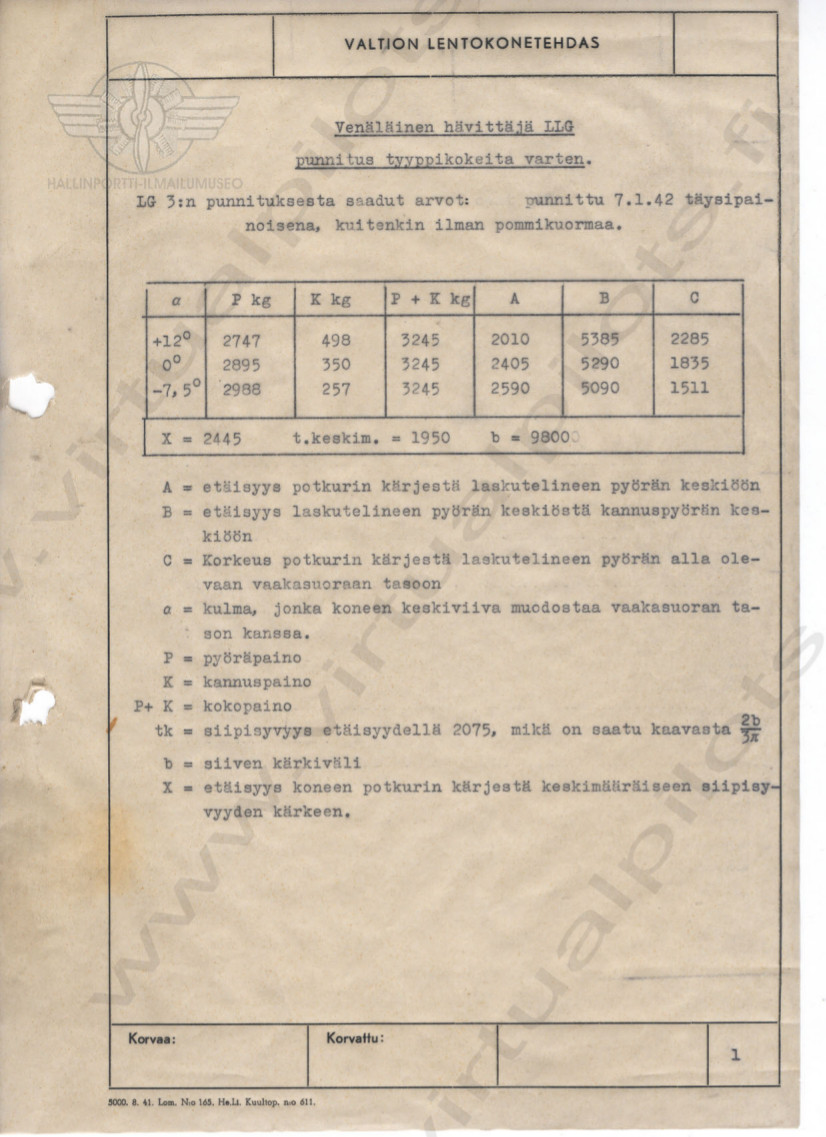 VALTION LENTOKONETEHDAS
HALLINPORTTI-ILMAILUMUSEO
Venäläinen hävittäjä LLG
punnitus tyyppikokeita varten.
LG 3:n punnituksesta saadut arvot: punnittu 7.1.42 täysipai-
noisena, kuitenkin ilman pommikuormaa.
α P kg K kg P + K kg A B C
+12° 2747 498 3245 2010 5385 2285
0° 2895 350 3245 2405 5290 1835
-7,5° 2988 257 3245 2590 5090 1511
X = 2445 t.keskim. = 1950 b = 98000
A = etäisyys potkurin kärjestä laskutelineen pyörän keskiöön
B = etäisyys laskutelineen pyörän keskiöstä kannuspyörän kes-
kiöön
C = Korkeus potkurin kärjestä laskutelineen pyörän alla ole-
vaan vaakasuoraan tasoon
α = kulma, jonka koneen keskiviiva muodostaa vaakasuoran ta-
son kanssa.
P = pyöräpaino
K = kannuspaino
P+ K = kokopaino
tk = siipisyvyys etäisyydellä 2075, mikä on saatu kaavasta 2b/3π
b = siiven kärkiväli
X = etäisyys koneen potkurin kärjestä keskimääräiseen siipisy-
vyyden kärkeen.
Korvaa: Korvattu: 1
5000. 8. 41. Lom. N:o 165. He.Li. Kuultop. n:o 611.
www.virtualpilots.fi